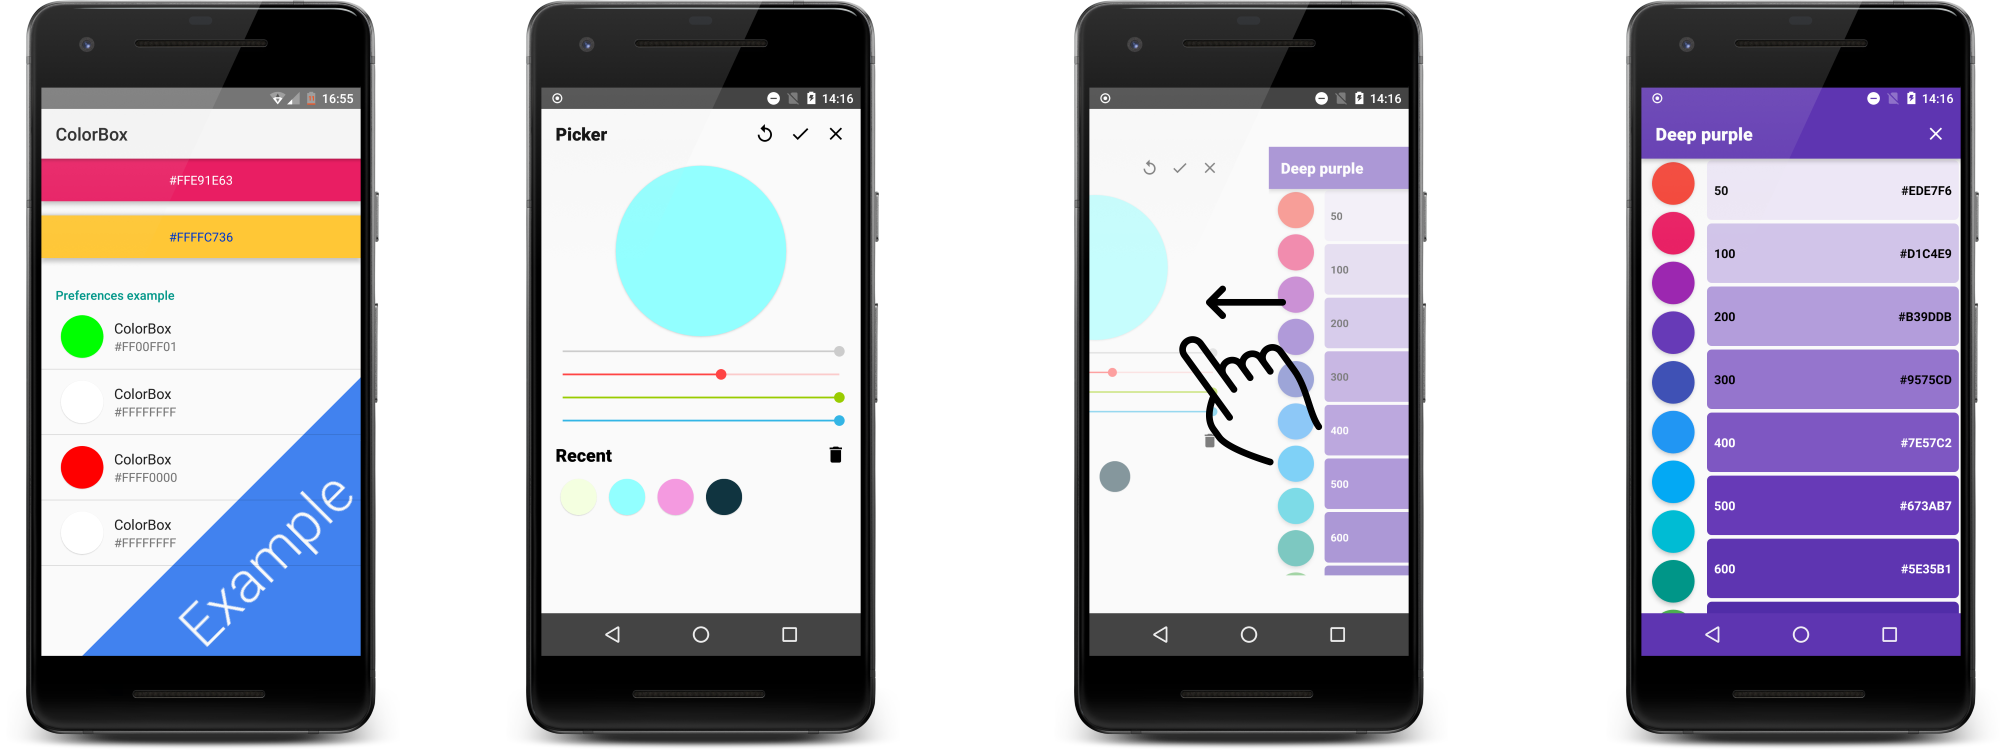 16:55
ColorBox
#FFE91E63
#FFFFC736
Preferences example
ColorBox
#FF00FF01
ColorBox
#FFFFFFFF
ColorBox
#FFFF0000
ColorBox
#FFFFFFFF
Example
14:16
Picker
Recent
14:16
Deep purple
50
100
200
300
400
500
600
14:16
Deep purple
50 #EDE7F6
100 #D1C4E9
200 #B39DDB
300 #9575CD
400 #7E57C2
500 #673AB7
600 #5E35B1